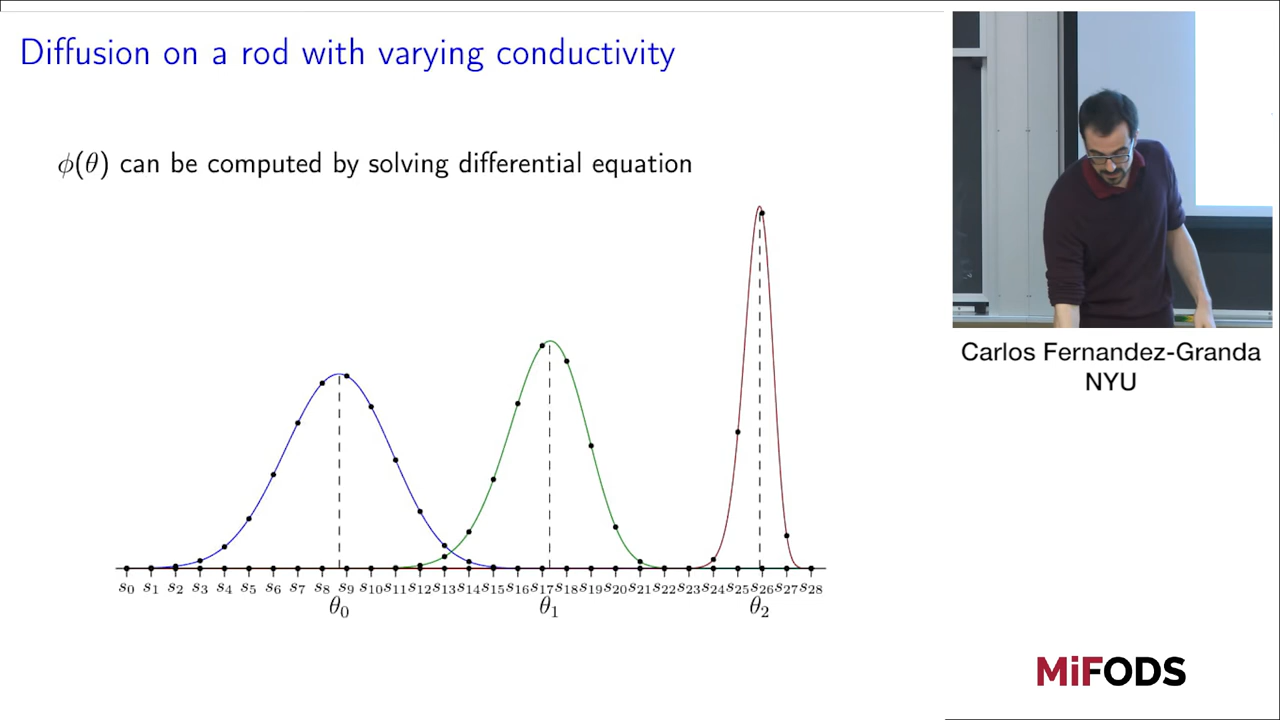 Diffusion on a rod with varying conductivity
ϕ(θ) can be computed by solving differential equation
s0 s1 s2 s3 s4 s5 s6 s7 s8 s9 s10 s11 s12 s13 s14 s15 s16 s17 s18 s19 s20 s21 s22 s23 s24 s25 s26 s27 s28
θ0 θ1 θ2
Carlos Fernandez-Granda
NYU
MiFODS